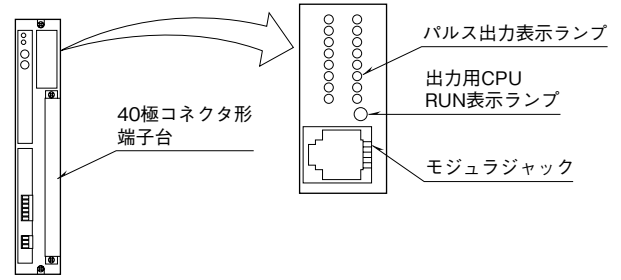 パルス出力表示ランプ
出力用CPU
RUN表示ランプ
40極コネクタ形
端子台
モジュラジャック